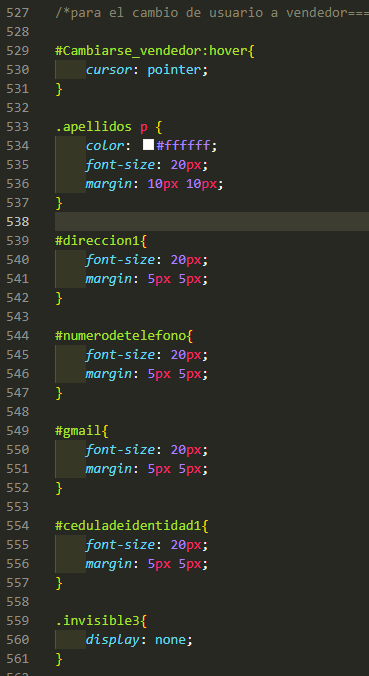 527 /*para el cambio de usuario a vendedor===
528
529 #Cambiarse_vendedor:hover{
530 cursor: pointer;
531 }
532
533 .apellidos p {
534 color: #ffffff;
535 font-size: 20px;
536 margin: 10px 10px;
537 }
538
539 #direccion1{
540 font-size: 20px;
541 margin: 5px 5px;
542 }
543
544 #numerodetelefono{
545 font-size: 20px;
546 margin: 5px 5px;
547 }
548
549 #gmail{
550 font-size: 20px;
551 margin: 5px 5px;
552 }
553
554 #ceduladeidentidad1{
555 font-size: 20px;
556 margin: 5px 5px;
557 }
558
559 .invisible3{
560 display: none;
561 }